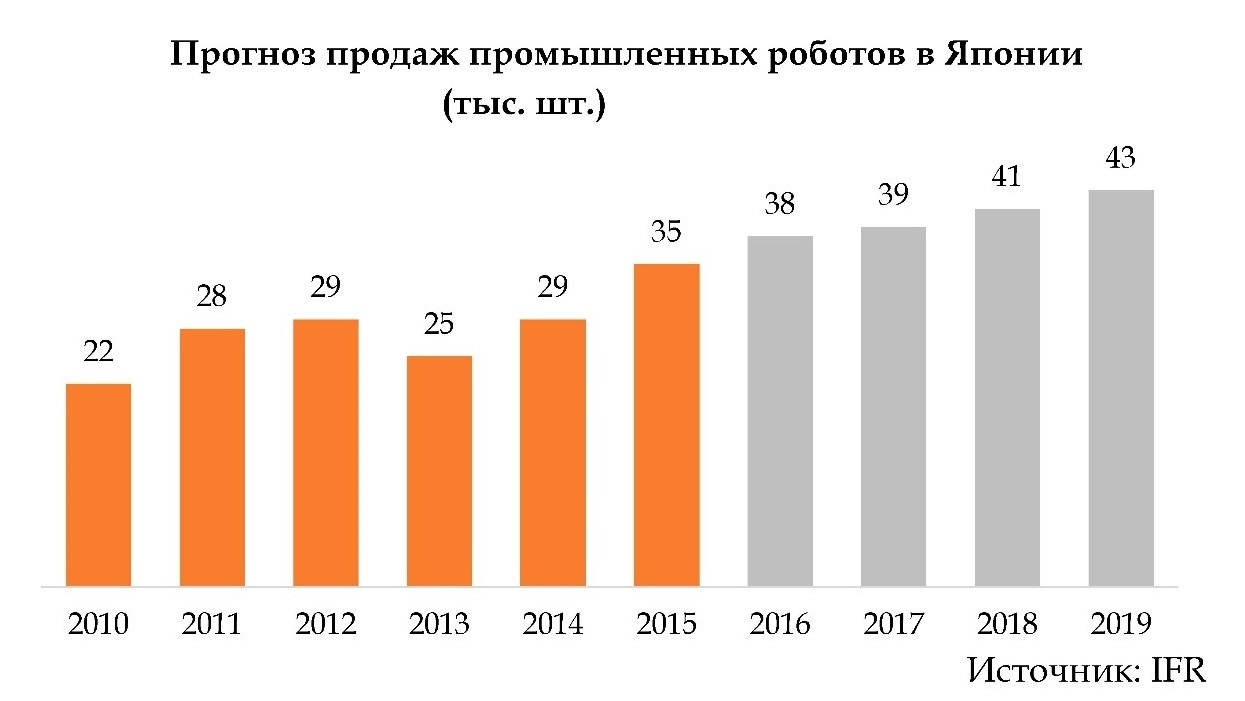 Прогноз продаж промышленных роботов в Японии
(тыс. шт.)
22 28 29 25 29 35 38 39 41 43
2010 2011 2012 2013 2014 2015 2016 2017 2018 2019
Источник: IFR